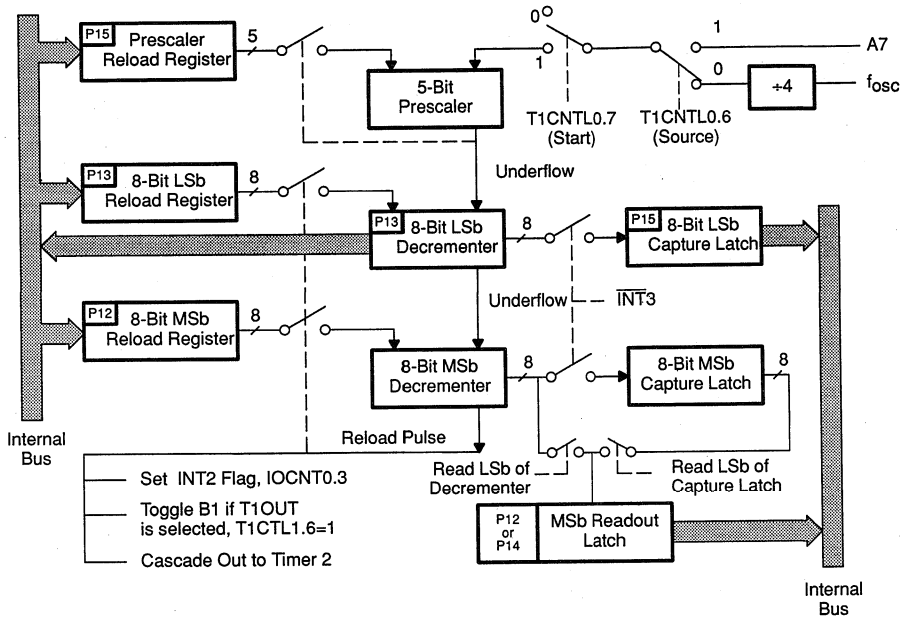 P15
Prescaler
Reload Register
5
0
1
1
A7
0
÷4
fosc
5-Bit
Prescaler
T1CNTL0.7
(Start)
T1CNTL0.6
(Source)
Underflow
P13
8-Bit LSb
Reload Register
8
P13
8-Bit LSb
Decrementer
8
P15
8-Bit LSb
Capture Latch
Underflow
INT3
P12
8-Bit MSb
Reload Register
8
8-Bit MSb
Decrementer
8
8-Bit MSb
Capture Latch
8
Internal
Bus
Reload Pulse
Read LSb of
Decrementer
Read LSb of
Capture Latch
Set INT2 Flag, IOCNT0.3
Toggle B1 if T1OUT
is selected, T1CTL1.6=1
Cascade Out to Timer 2
P12
or
P14
MSb Readout
Latch
Internal
Bus